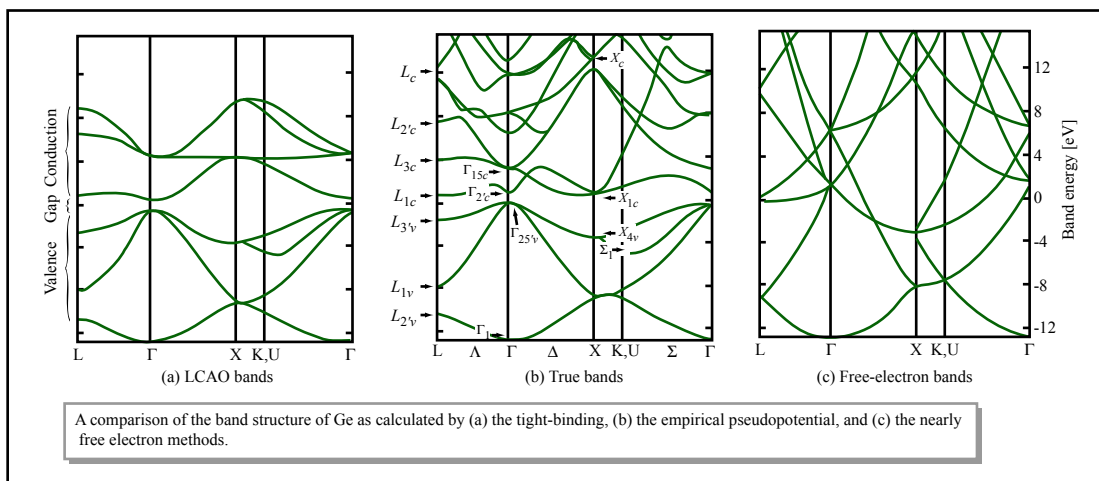 Conduction
Gap
Valence
L Γ X K,U Γ
(a) LCAO bands
L_c
L_2'c
L_3c
L_1c
L_3'v
L_1v
L_2'v
Γ_15c
Γ_2'c
Γ_25'v
Γ_1
X_c
X_1c
X_4v
Σ_1
L Λ Γ Δ X K,U Σ Γ
(b) True bands
12
8
4
0
-4
-8
-12
Band energy [eV]
L Γ X K,U Γ
(c) Free-electron bands
A comparison of the band structure of Ge as calculated by (a) the tight-binding, (b) the empirical pseudopotential, and (c) the nearly
free electron methods.